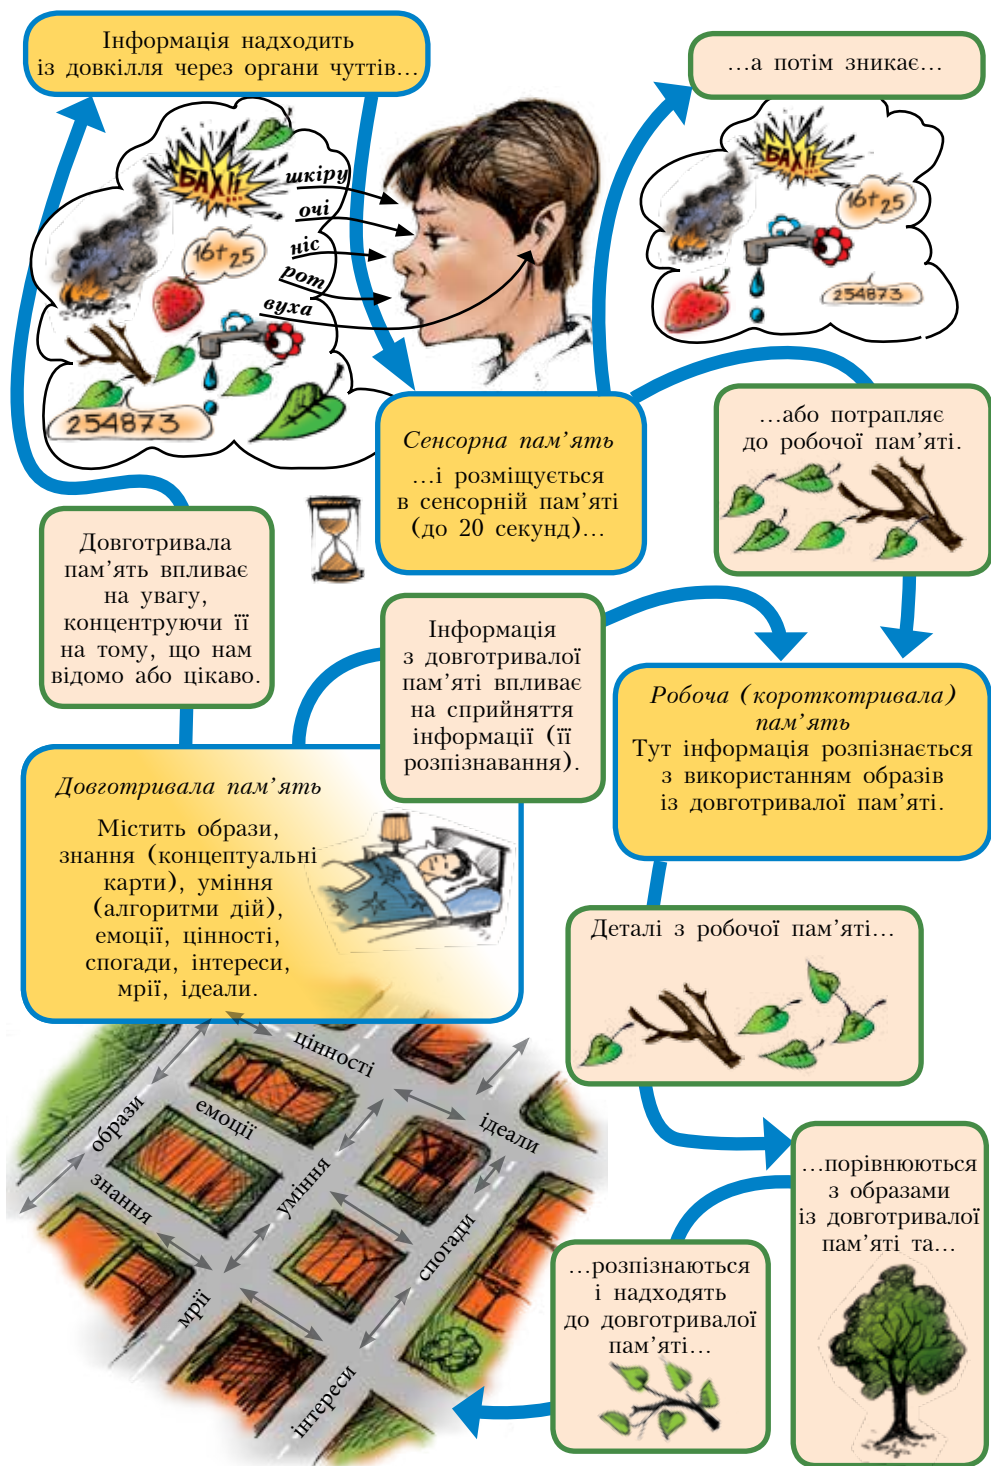 Інформація надходить
із довкілля через органи чуттів…
…а потім зникає…
БАХ!!
16+25
254873
шкіру
очі
ніс
рот
вуха
БАХ!!
16+25
254873
Сенсорна пам’ять
…і розміщується
в сенсорній пам’яті
(до 20 секунд)…
…або потрапляє
до робочої пам’яті.
Довготривала
пам’ять впливає
на увагу,
концентруючи її
на тому, що нам
відомо або цікаво.
Інформація
з довготривалої
пам’яті впливає
на сприйняття
інформації (її
розпізнавання).
Робоча (короткотривала)
пам’ять
Тут інформація розпізнається
з використанням образів
із довготривалої пам’яті.
Довготривала пам’ять
Містить образи,
знання (концептуальні
карти), уміння
(алгоритми дій),
емоції, цінності,
спогади, інтереси,
мрії, ідеали.
Деталі з робочої пам’яті…
…порівнюються
з образами
із довготривалої
пам’яті та…
…розпізнаються
і надходять
до довготривалої
пам’яті…
цінності
образи
емоції
ідеали
знання
уміння
спогади
мрії
інтереси